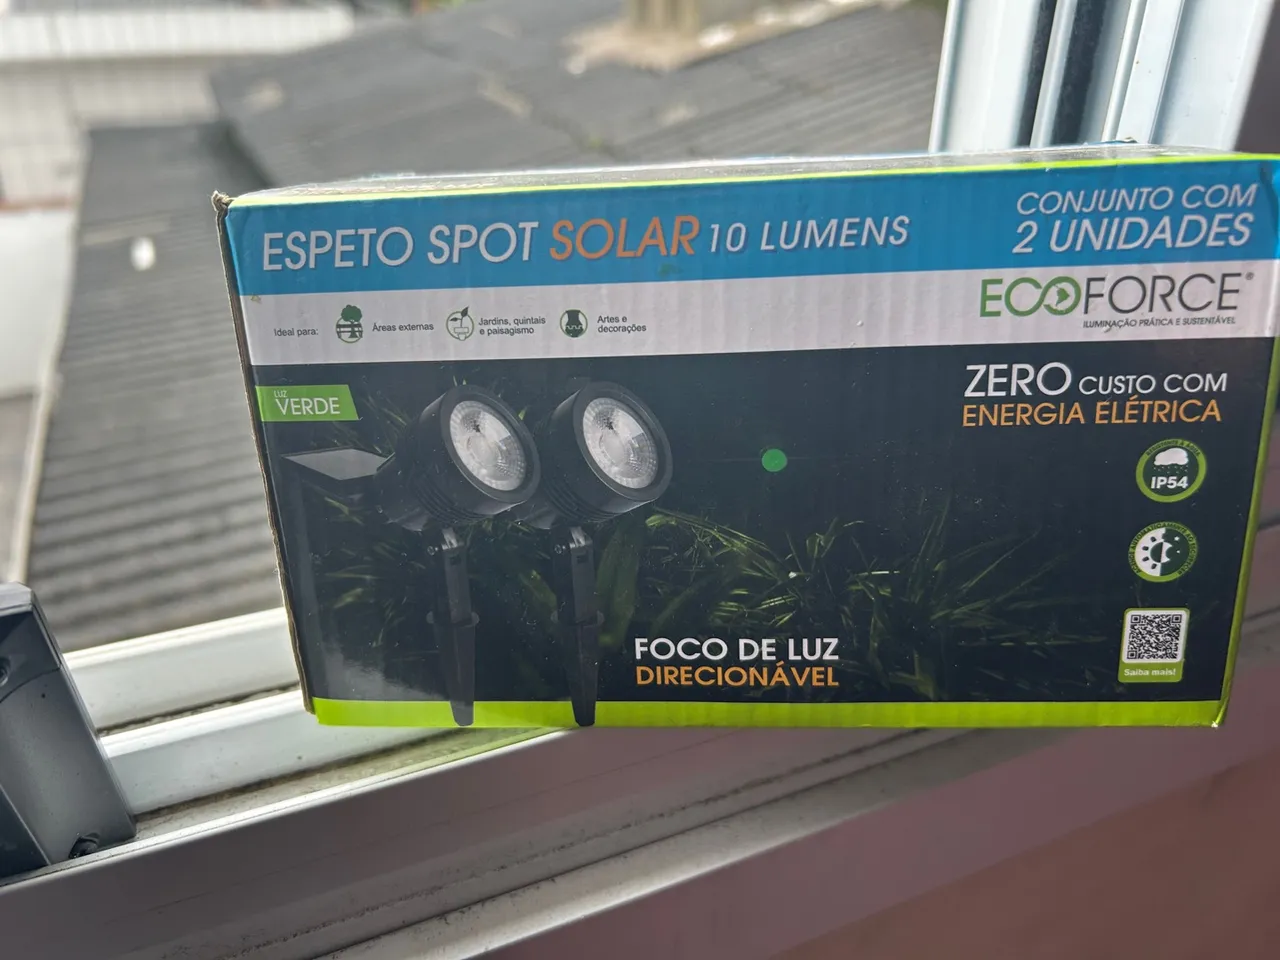 ESPETO SPOT SOLAR 10 LUMENS
CONJUNTO COM
2 UNIDADES
ECOFORCE®
ILUMINAÇÃO PRÁTICA E SUSTENTÁVEL
Ideal para:
Áreas externas
Jardins, quintais
e paisagismo
Artes e
decorações
LUZ
VERDE
ZERO CUSTO COM
ENERGIA ELÉTRICA
IP54
FOCO DE LUZ
DIRECIONÁVEL
Saiba mais!